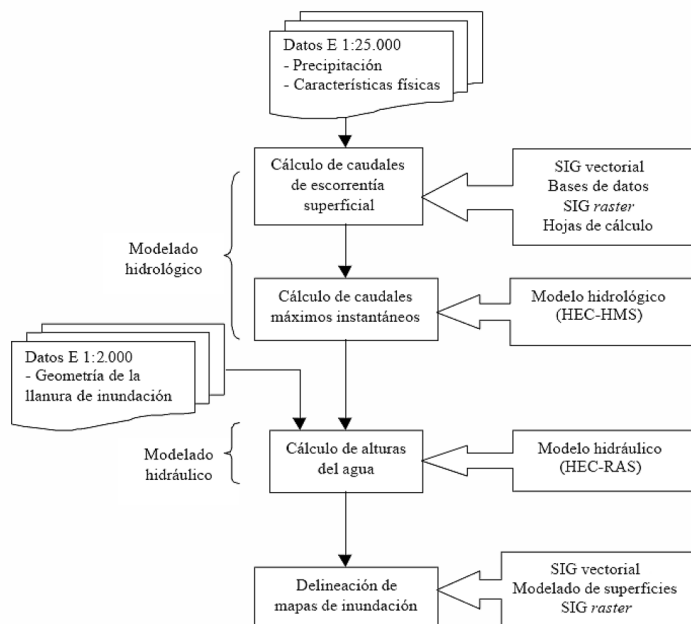 Datos E 1:25.000
- Precipitación
- Características físicas
Cálculo de caudales
de escorrentía
superficial
SIG vectorial
Bases de datos
SIG raster
Hojas de cálculo
Modelado
hidrológico
Cálculo de caudales
máximos instantáneos
Modelo hidrológico
(HEC-HMS)
Datos E 1:2.000
- Geometría de la
llanura de inundación
Modelado
hidráulico
Cálculo de alturas
del agua
Modelo hidráulico
(HEC-RAS)
Delineación de
mapas de inundación
SIG vectorial
Modelado de superficies
SIG raster